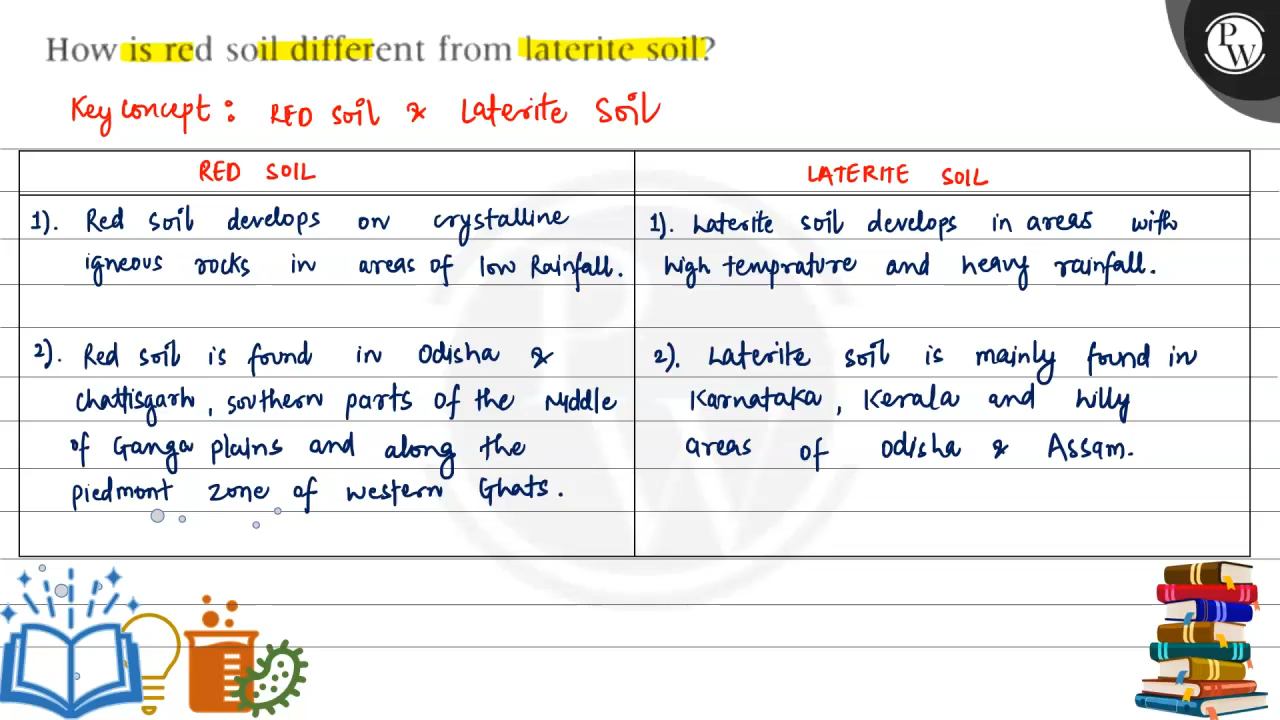 How is red soil different from laterite soil?
PW
Key concept : RED Soil & Laterite Soil
RED SOIL
1). Red soil develops on crystalline
igneous rocks in areas of low Rainfall.
2). Red soil is found in Odisha &
Chattisgarh, southern parts of the Middle
of Ganga plains and along the
piedmont zone of western Ghats.
LATERITE SOIL
1). Laterite soil develops in areas with
high temprature and heavy rainfall.
2). Laterite soil is mainly found in
Karnataka, Kerala and hilly
areas of Odisha & Assam.
PW